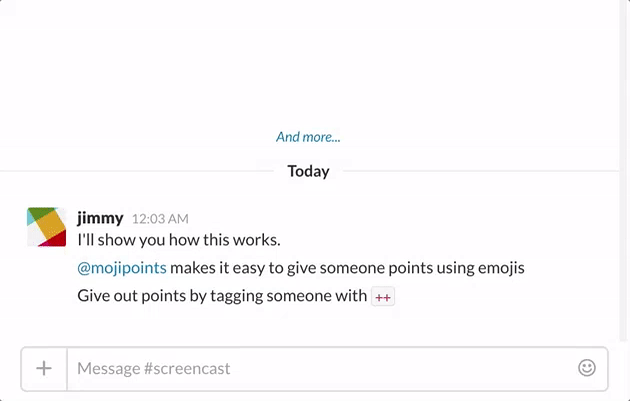 And more...
Today
jimmy 12:03 AM
I'll show you how this works.
@mojipoints makes it easy to give someone points using emojis
Give out points by tagging someone with ++
Message #screencast